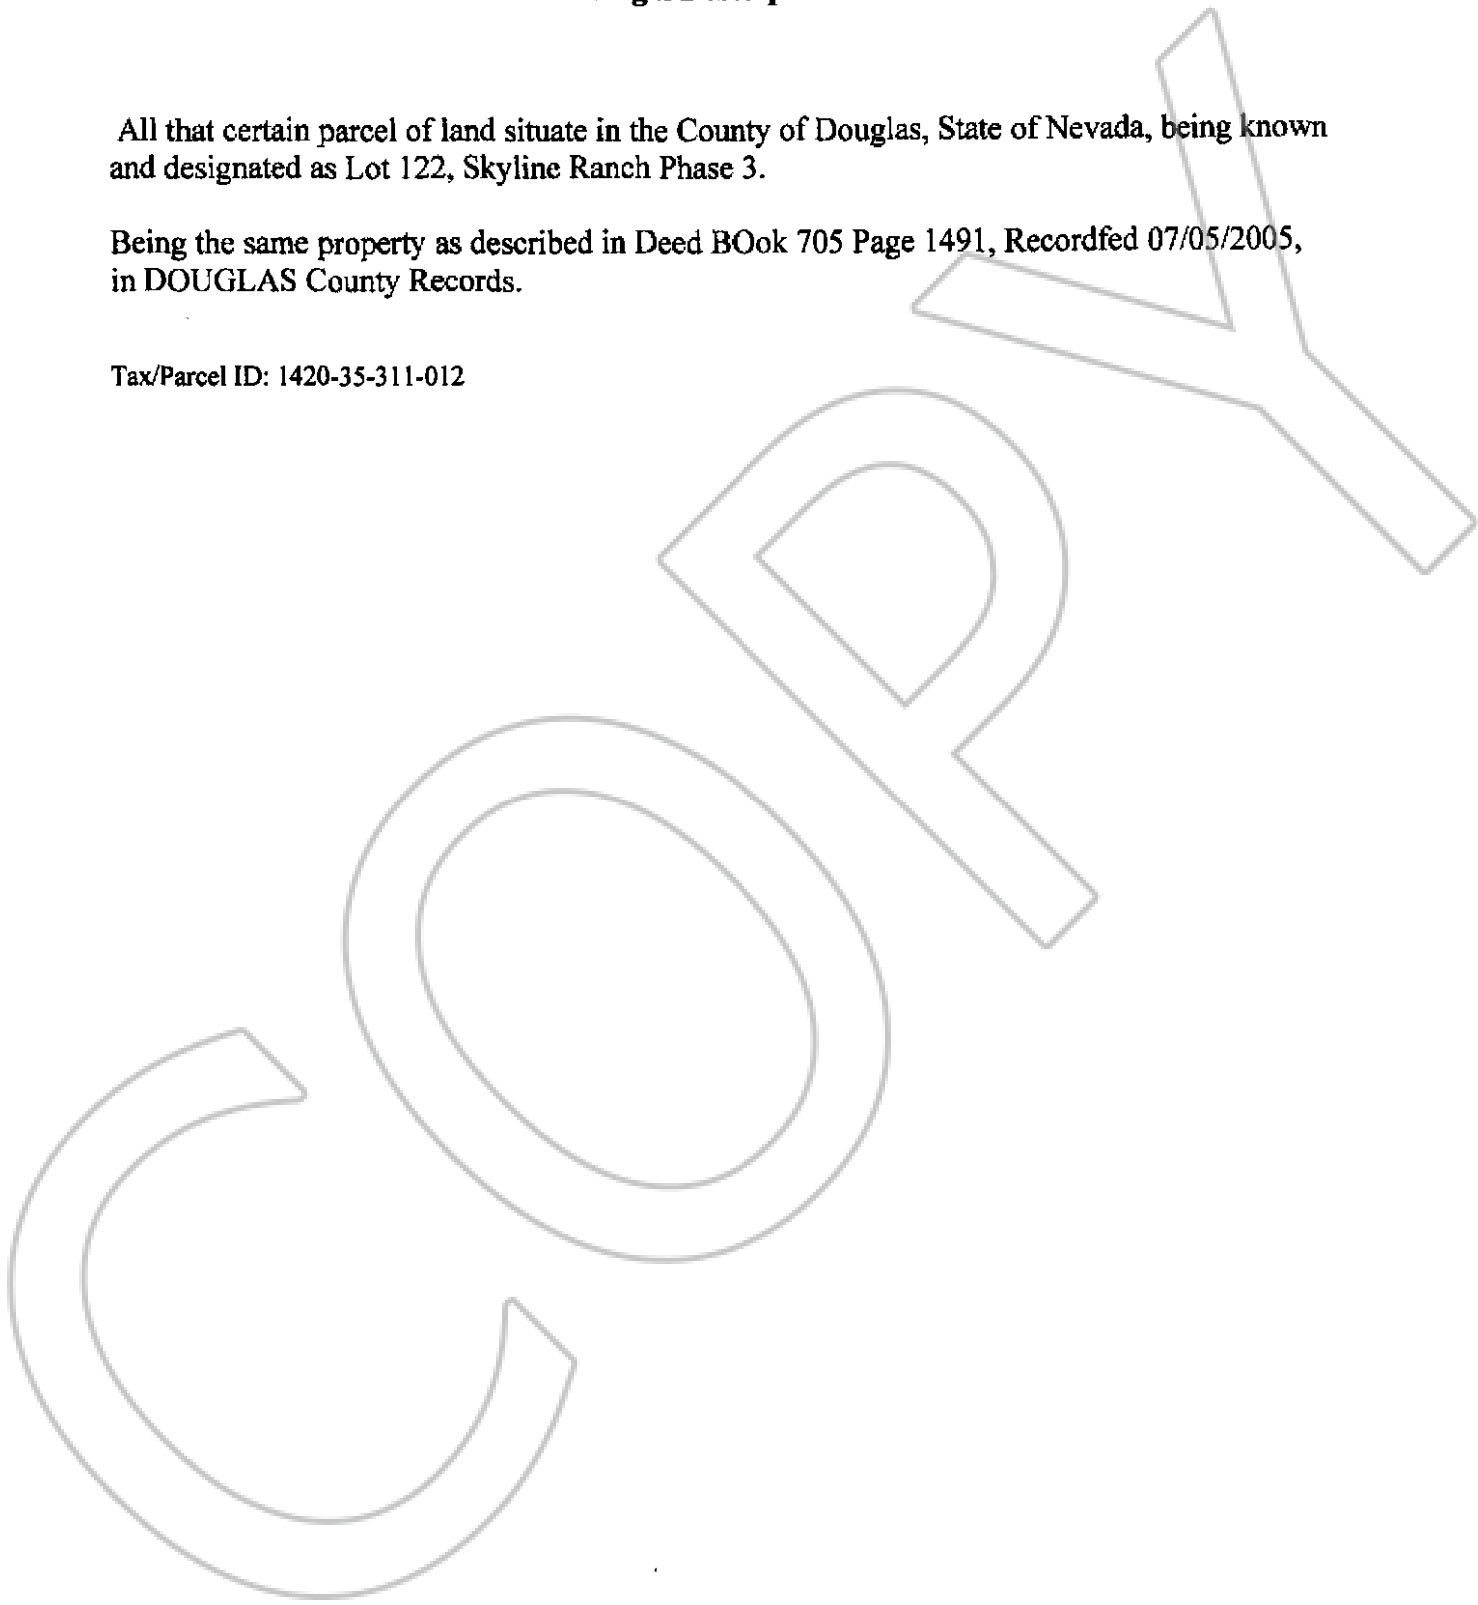 All that certain parcel of land situate in the County of Douglas, State of Nevada, being known
and designated as Lot 122, Skyline Ranch Phase 3.
Being the same property as described in Deed BOok 705 Page 1491, Recordfed 07/05/2005,
in DOUGLAS County Records.
Tax/Parcel ID: 1420-35-311-012
COPY